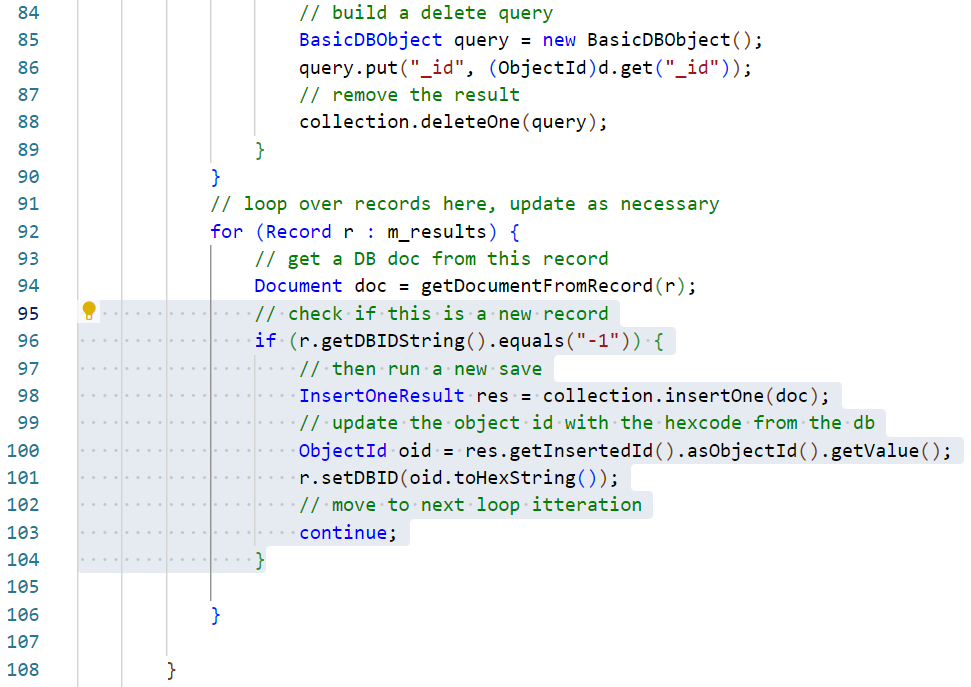 84 // build a delete query
85 BasicDBObject query = new BasicDBObject();
86 query.put("_id", (ObjectId)d.get("_id"));
87 // remove the result
88 collection.deleteOne(query);
89 }
90 }
91 // loop over records here, update as necessary
92 for (Record r : m_results) {
93 // get a DB doc from this record
94 Document doc = getDocumentFromRecord(r);
95 // check if this is a new record
96 if (r.getDBIDString().equals("-1")) {
97 // then run a new save
98 InsertOneResult res = collection.insertOne(doc);
99 // update the object id with the hexcode from the db
100 ObjectId oid = res.getInsertedId().asObjectId().getValue();
101 r.setDBID(oid.toHexString());
102 // move to next loop itteration
103 continue;
104 }
105
106 }
107
108 }